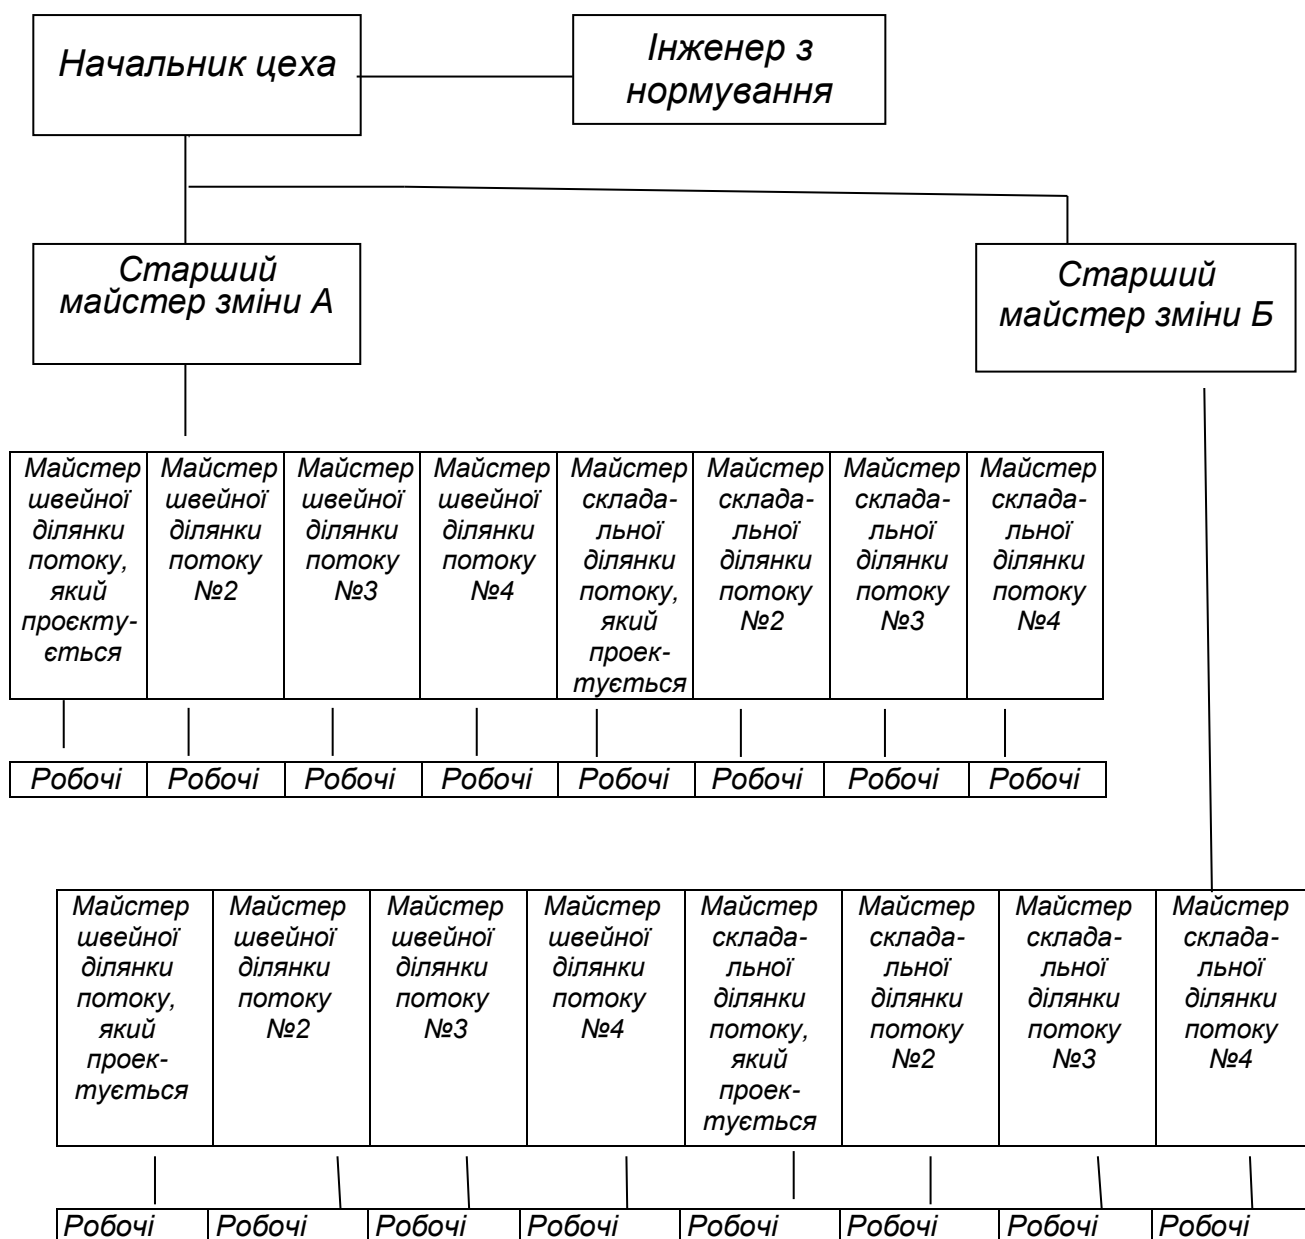 Начальник цеха
Інженер з
нормування
Старший
майстер зміни А
Старший
майстер зміни Б
Майстер
швейної
ділянки
потоку,
який
проєкту-
ється
Майстер
швейної
ділянки
потоку
№2
Майстер
швейної
ділянки
потоку
№3
Майстер
швейної
ділянки
потоку
№4
Майстер
склада-
льної
ділянки
потоку,
який
проек-
тується
Майстер
склада-
льної
ділянки
потоку
№2
Майстер
склада-
льної
ділянки
потоку
№3
Майстер
склада-
льної
ділянки
потоку
№4
Робочі
Робочі
Робочі
Робочі
Робочі
Робочі
Робочі
Робочі
Майстер
швейної
ділянки
потоку,
який
проек-
тується
Майстер
швейної
ділянки
потоку
№2
Майстер
швейної
ділянки
потоку
№3
Майстер
швейної
ділянки
потоку
№4
Майстер
склада-
льної
ділянки
потоку,
який
проек-
тується
Майстер
склада-
льної
ділянки
потоку
№2
Майстер
склада-
льної
ділянки
потоку
№3
Майстер
склада-
льної
ділянки
потоку
№4
Робочі
Робочі
Робочі
Робочі
Робочі
Робочі
Робочі
Робочі